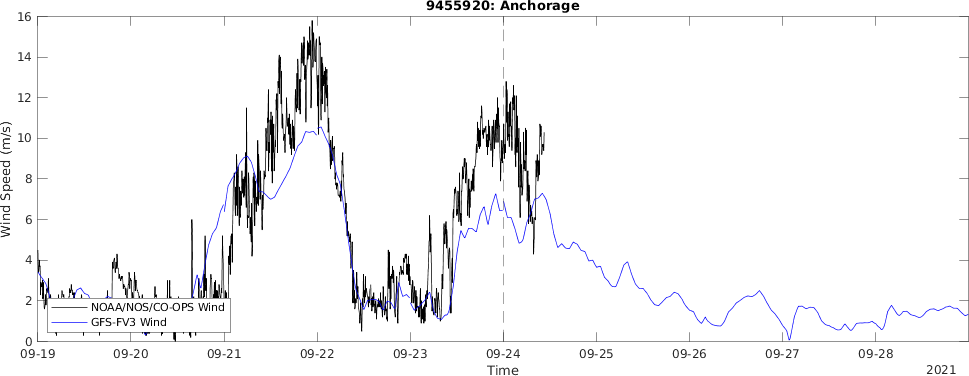 9455920: Anchorage
16
14
12
10
8
6
4
2
0
Wind Speed (m/s)
NOAA/NOS/CO-OPS Wind
GFS-FV3 Wind
09-19 09-20 09-21 09-22 09-23 09-24 09-25 09-26 09-27 09-28
Time
2021